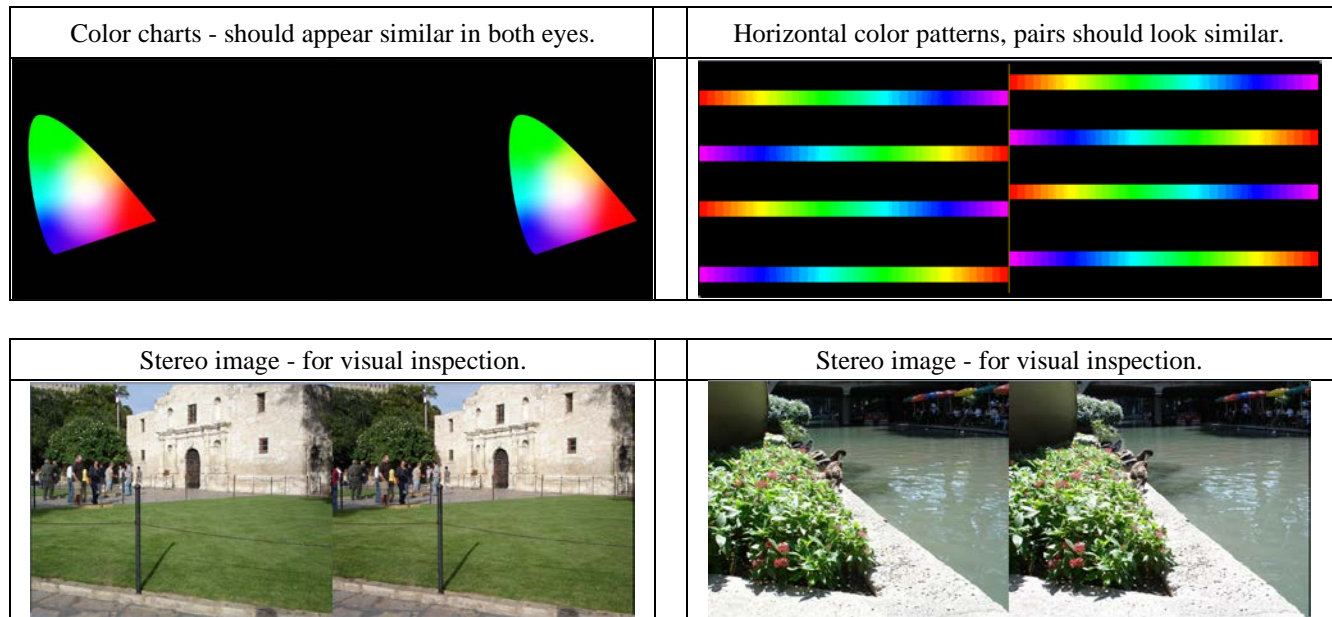 Color charts - should appear similar in both eyes.
Horizontal color patterns, pairs should look similar.
Stereo image - for visual inspection.
Stereo image - for visual inspection.